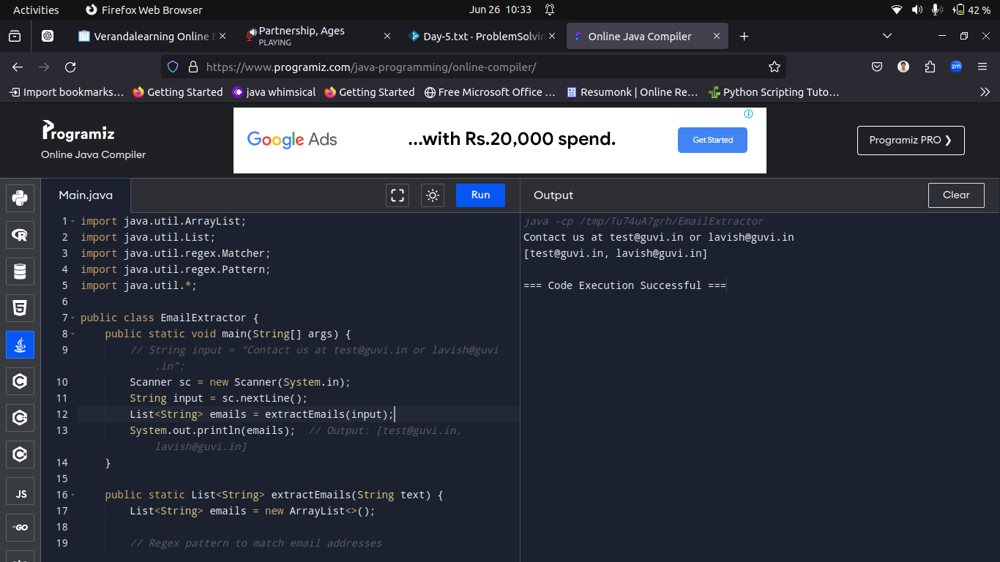 Activities Firefox Web Browser Jun 26 10:33 42 %
Verandalearning Online E Partnership, Ages PLAYING Day-5.txt · ProblemSolvin Online Java Compiler
https://www.programiz.com/java-programming/online-compiler/ zm
Import bookmarks... Getting Started java whimsical Getting Started Free Microsoft Office ... Resumonk | Online Re... Python Scripting Tuto...
Programiz
Online Java Compiler
Google Ads ...with Rs.20,000 spend. Get Started
Programiz PRO ❯
Main.java Run Output Clear
1 import java.util.ArrayList;
2 import java.util.List;
3 import java.util.regex.Matcher;
4 import java.util.regex.Pattern;
5 import java.util.*;
6
7 public class EmailExtractor {
8 public static void main(String[] args) {
9 // String input = "Contact us at test@guvi.in or lavish@guvi
.in";
10 Scanner sc = new Scanner(System.in);
11 String input = sc.nextLine();
12 List<String> emails = extractEmails(input);
13 System.out.println(emails); // Output: [test@guvi.in,
lavish@guvi.in]
14 }
15
16 public static List<String> extractEmails(String text) {
17 List<String> emails = new ArrayList<>();
18
19 // Regex pattern to match email addresses
java -cp /tmp/Tu74uA7grh/EmailExtractor
Contact us at test@guvi.in or lavish@guvi.in
[test@guvi.in, lavish@guvi.in]
=== Code Execution Successful ===
JS
GO